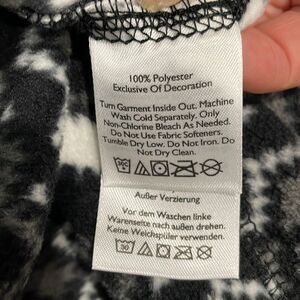 100% Polyester
Exclusive Of Decoration
Turn Garment Inside Out. Machine
Wash Cold Separately. Only
Non-Chlorine Bleach As Needed.
Do Not Use Fabric Softeners.
Tumble Dry Low. Do Not Iron. Do
Not Dry Clean.
Außer Verzierung
Vor dem Waschen linke
Warenseite nach außen drehen.
Keine Weichspüler verwenden.
30